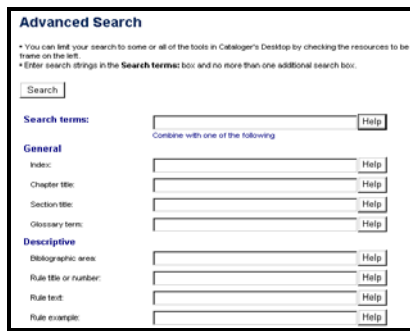 Advanced Search
• You can limit your search to some or all of the tools in Cataloger's Desktop by checking the resources to be
frame on the left.
• Enter search strings in the Search terms: box and no more than one additional search box.
Search
Search terms: Help
Combine with one of the following
General
Index: Help
Chapter title: Help
Section title: Help
Glossary term: Help
Descriptive
Bibliographic area: Help
Rule title or number: Help
Rule text: Help
Rule example: Help